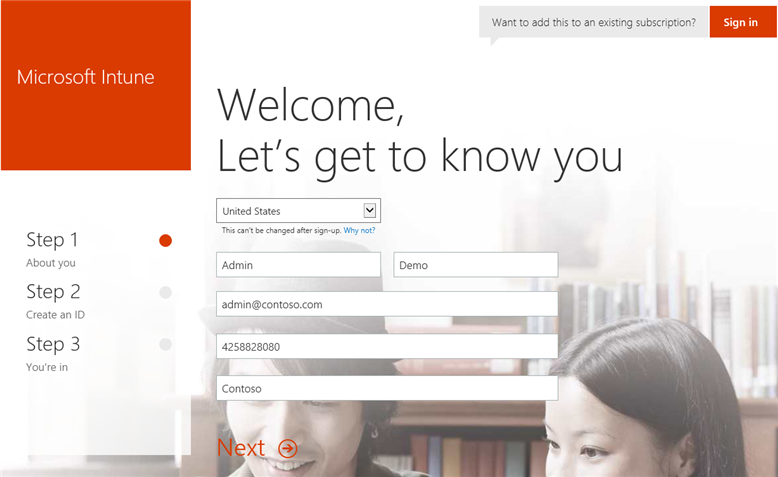 Want to add this to an existing subscription?
Sign in
Microsoft Intune
Welcome,
Let's get to know you
United States
This can't be changed after sign-up. Why not?
Step 1
About you
Step 2
Create an ID
Step 3
You're in
Admin
Demo
admin@contoso.com
4258828080
Contoso
Next